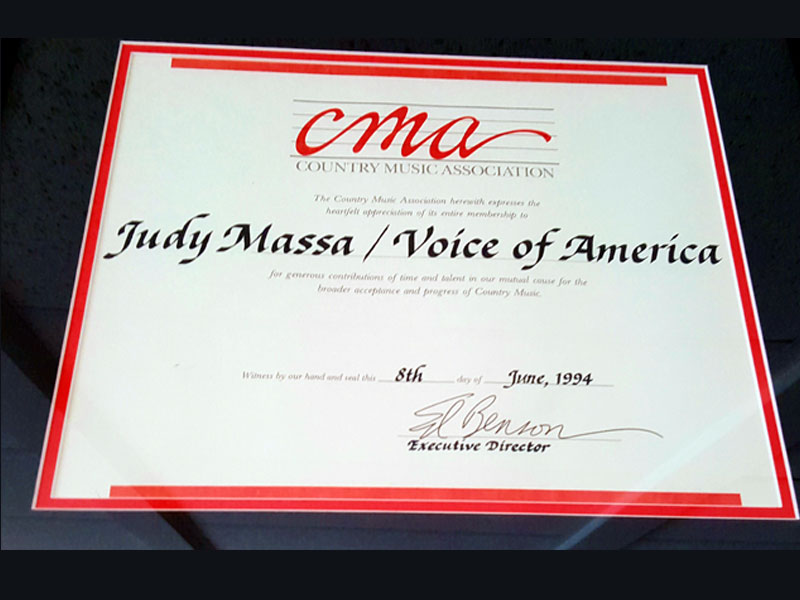 cma
COUNTRY MUSIC ASSOCIATION
The Country Music Association herewith expresses the
heartfelt appreciation of its entire membership to
Judy Massa / Voice of America
for generous contributions of time and talent in our mutual cause for the
broader acceptance and progress of Country Music.
Witness by our hand and seal this 8th day of June, 1994
Ed Benson
Executive Director